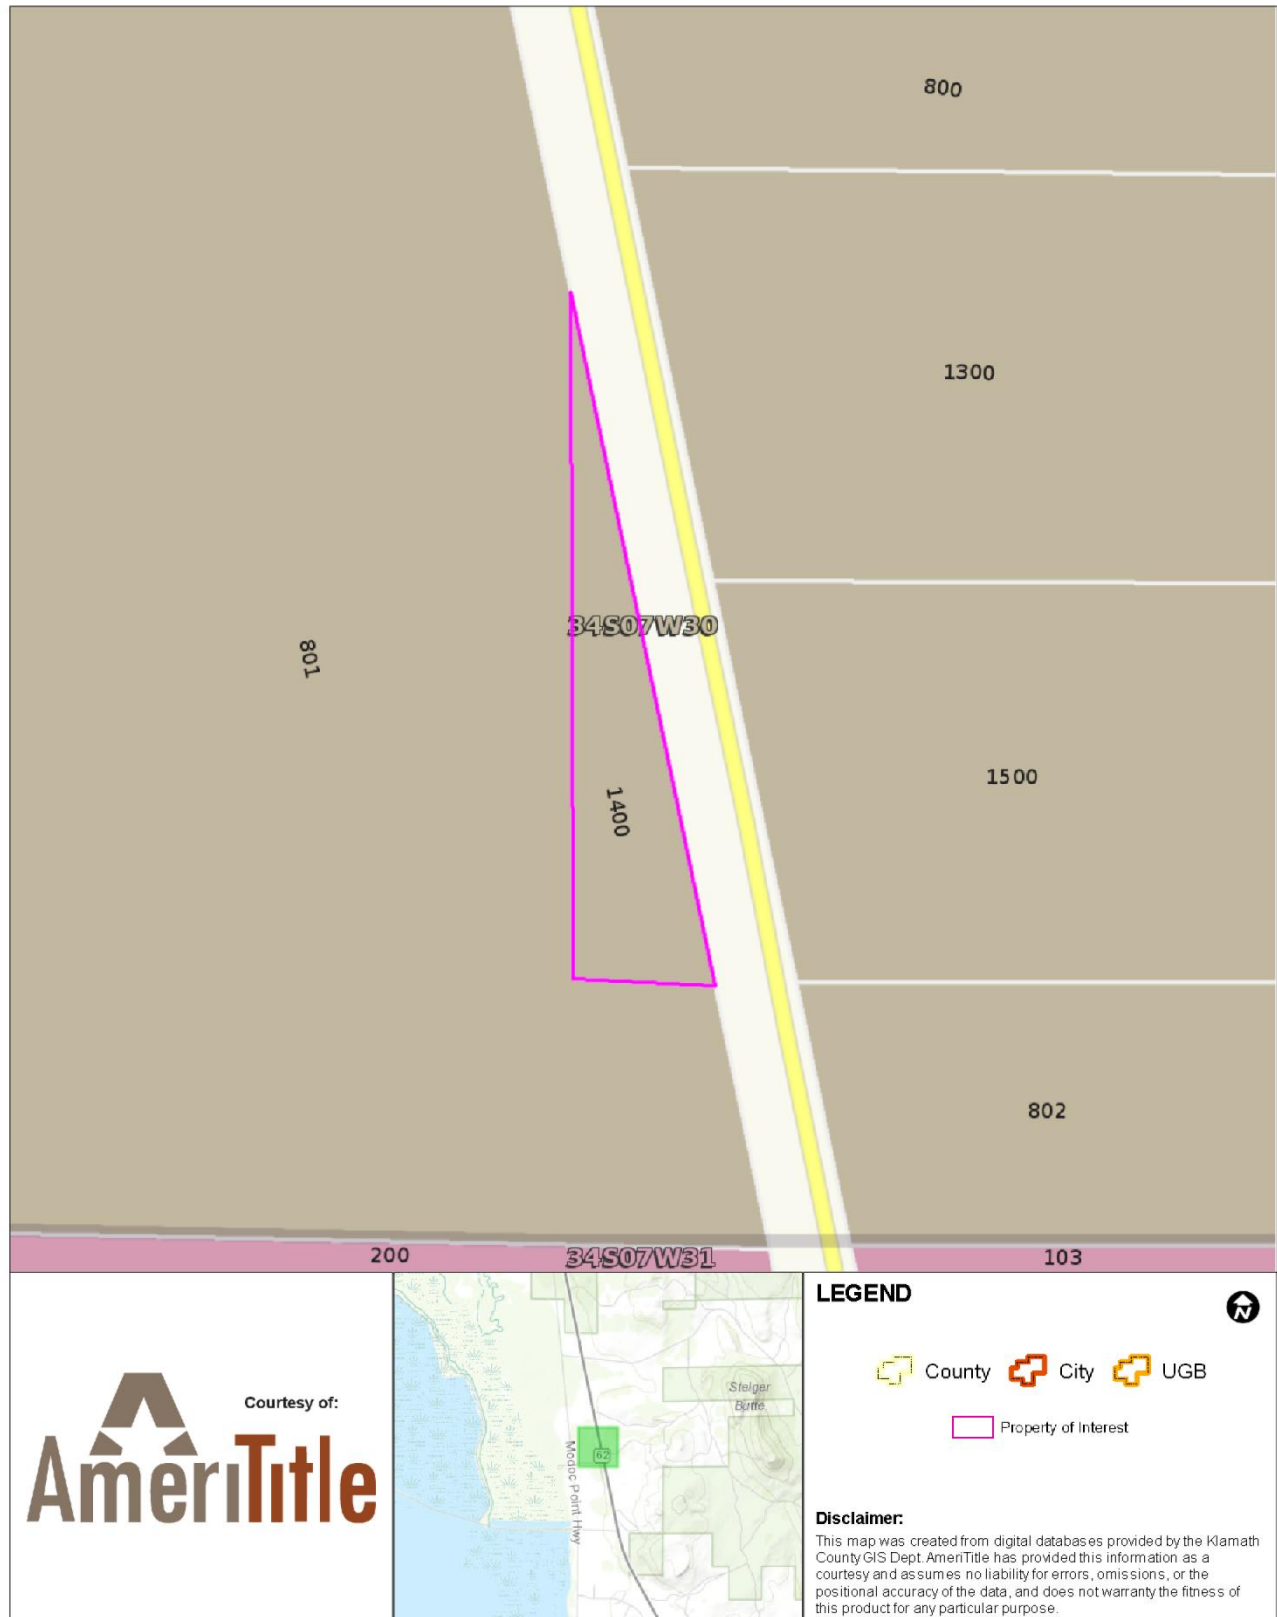 800
1300
34S07W30
801
1500
1400
802
200
34S07W31
103
Courtesy of:
AmeriTitle
Steiger
Butte
62
Modoc Point Hwy
LEGEND
N
County
City
UGB
Property of Interest
Disclaimer:
This map was created from digital databases provided by the Klamath
County GIS Dept. AmeriTitle has provided this information as a
courtesy and assumes no liability for errors, omissions, or the
positional accuracy of the data, and does not warranty the fitness of
this product for any particular purpose.